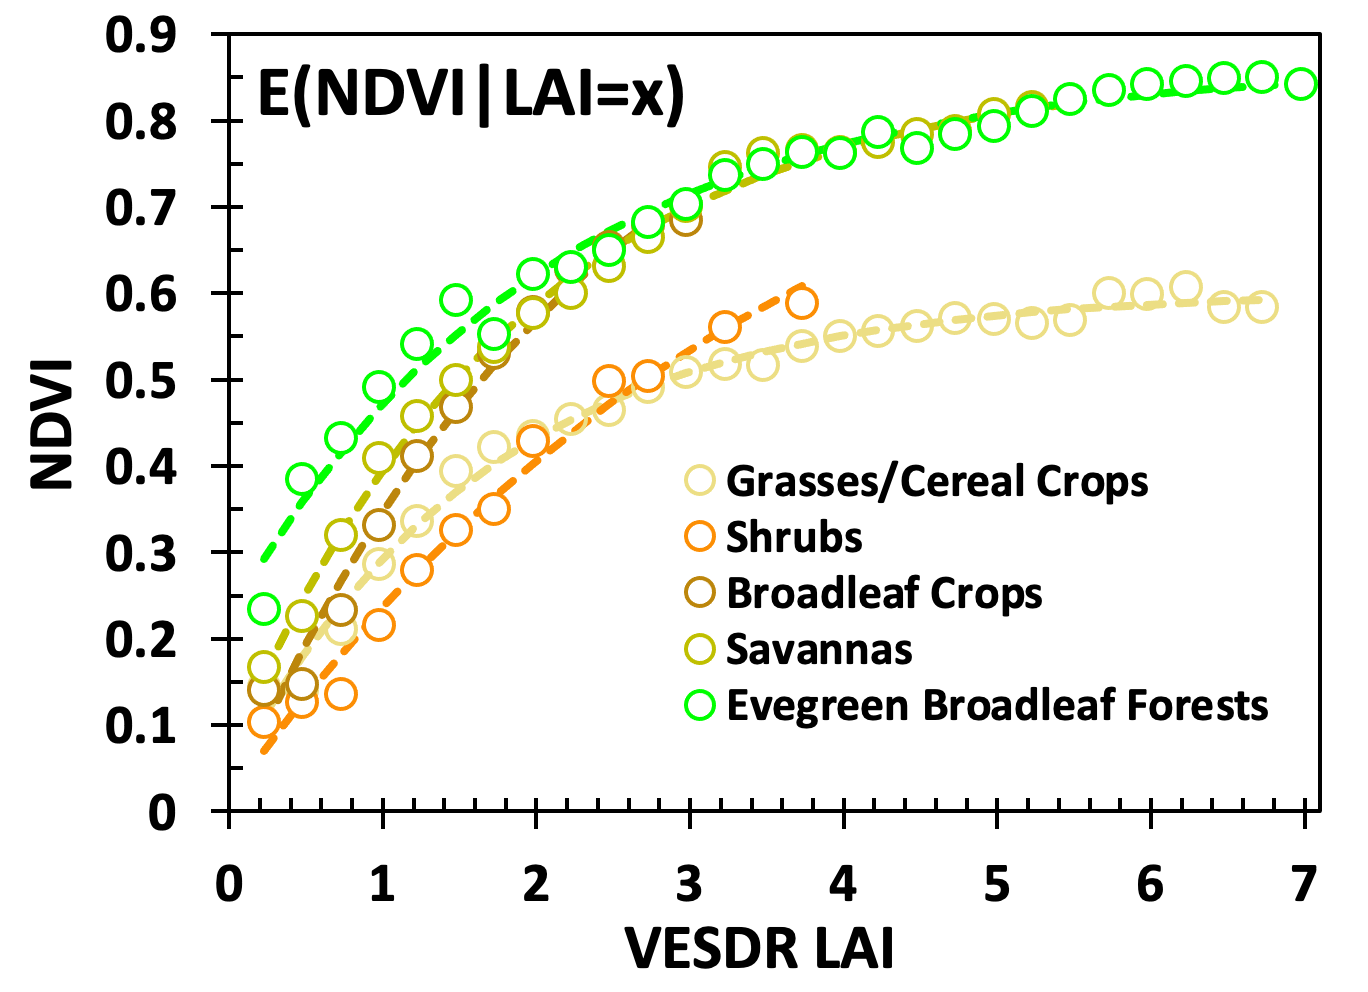 E(NDVI|LAI=x)
0.9
0.8
0.7
0.6
0.5
0.4
0.3
0.2
0.1
0
NDVI
Grasses/Cereal Crops
Shrubs
Broadleaf Crops
Savannas
Evegreen Broadleaf Forests
0 1 2 3 4 5 6 7
VESDR LAI